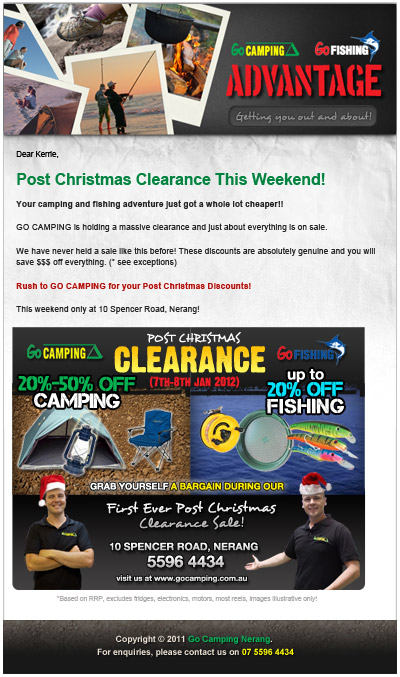 GO CAMPING GO FISHING
ADVANTAGE
Getting you out and about!
Dear Kerrie,
Post Christmas Clearance This Weekend!
Your camping and fishing adventure just got a whole lot cheaper!!
GO CAMPING is holding a massive clearance and just about everything is on sale.
We have never held a sale like this before! These discounts are absolutely genuine and you will
save $$$ off everything. (* see exceptions)
Rush to GO CAMPING for your Post Christmas Discounts!
This weekend only at 10 Spencer Road, Nerang!
POST CHRISTMAS
GO CAMPING CLEARANCE GO FISHING
(7TH-8TH JAN 2012)
20%-50% OFF
CAMPING
up to
20% OFF
FISHING
GRAB YOURSELF A BARGAIN DURING OUR
First Ever Post Christmas
Clearance Sale!
10 SPENCER ROAD, NERANG
5596 4434
visit us at www.gocamping.com.au
*Based on RRP, excludes fridges, electronics, motors, most reels, images illustrative only!
Copyright © 2011 Go Camping Nerang.
For enquiries, please contact us on 07 5596 4434